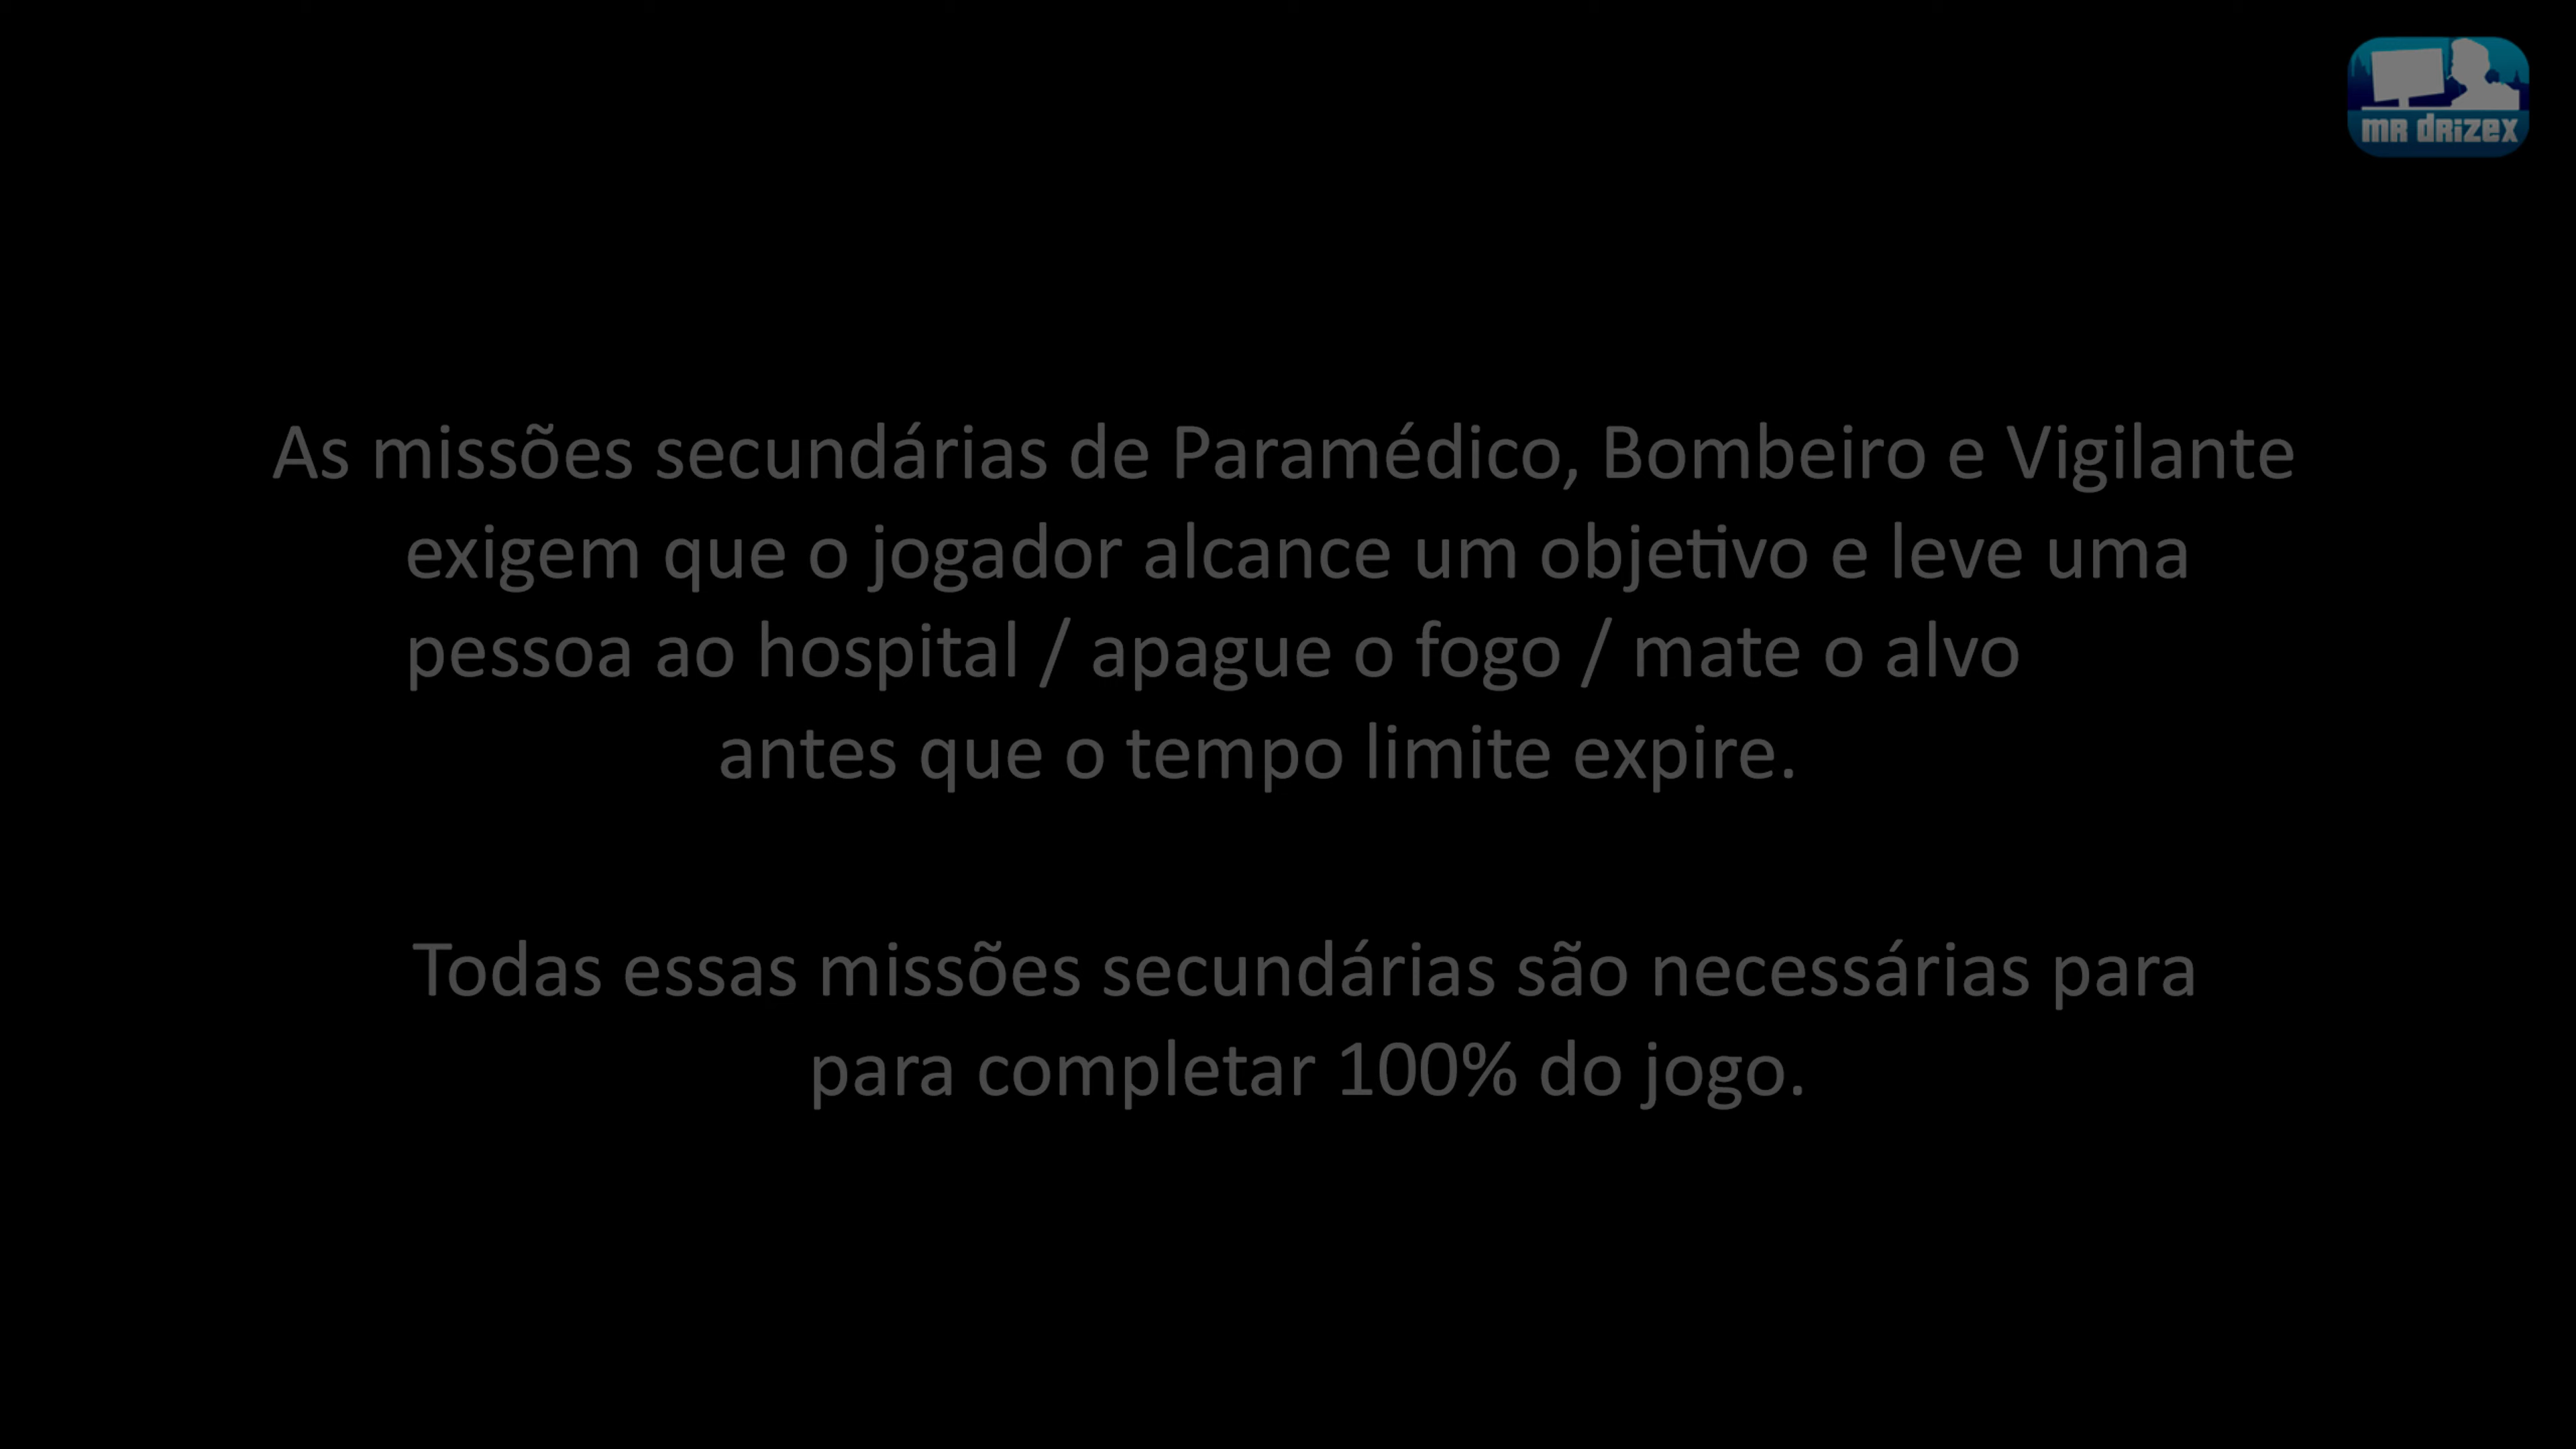 mr drizex
As missões secundárias de Paramédico, Bombeiro e Vigilante
exigem que o jogador alcance um objetivo e leve uma
pessoa ao hospital / apague o fogo / mate o alvo
antes que o tempo limite expire.
Todas essas missões secundárias são necessárias para
para completar 100% do jogo.